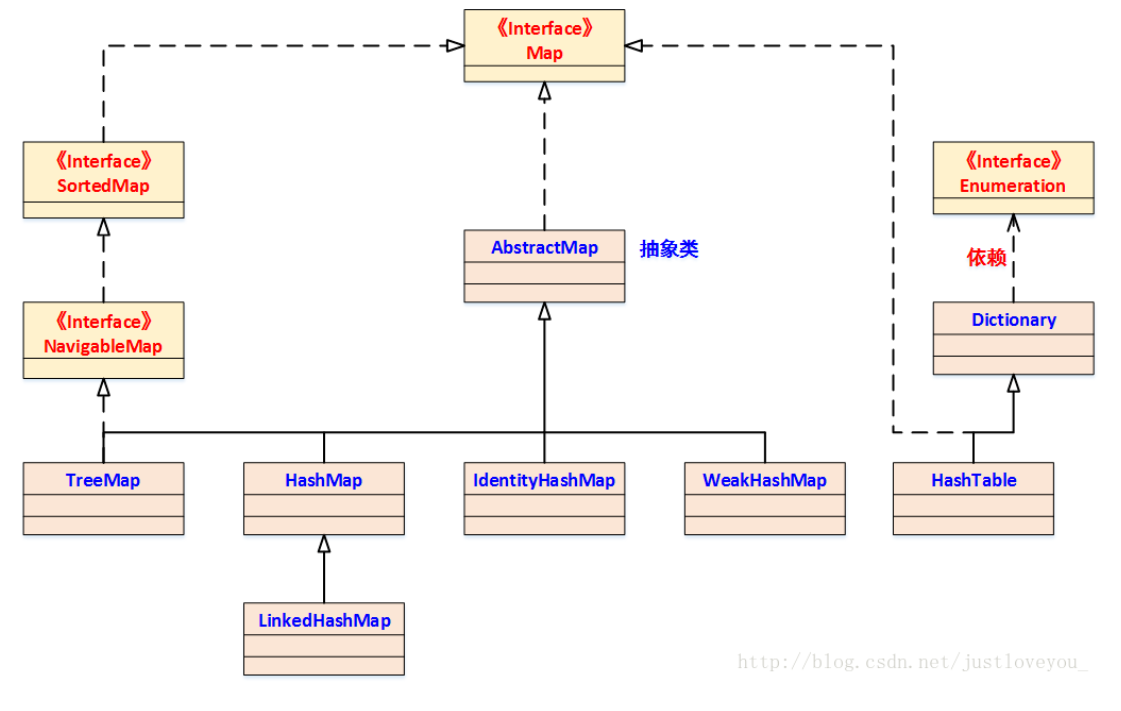 《Interface》
Map
《Interface》
SortedMap
《Interface》
Enumeration
AbstractMap
抽象类
依赖
《Interface》
NavigableMap
Dictionary
TreeMap
HashMap
IdentityHashMap
WeakHashMap
HashTable
LinkedHashMap
http://blog.csdn.net/justloveyou_